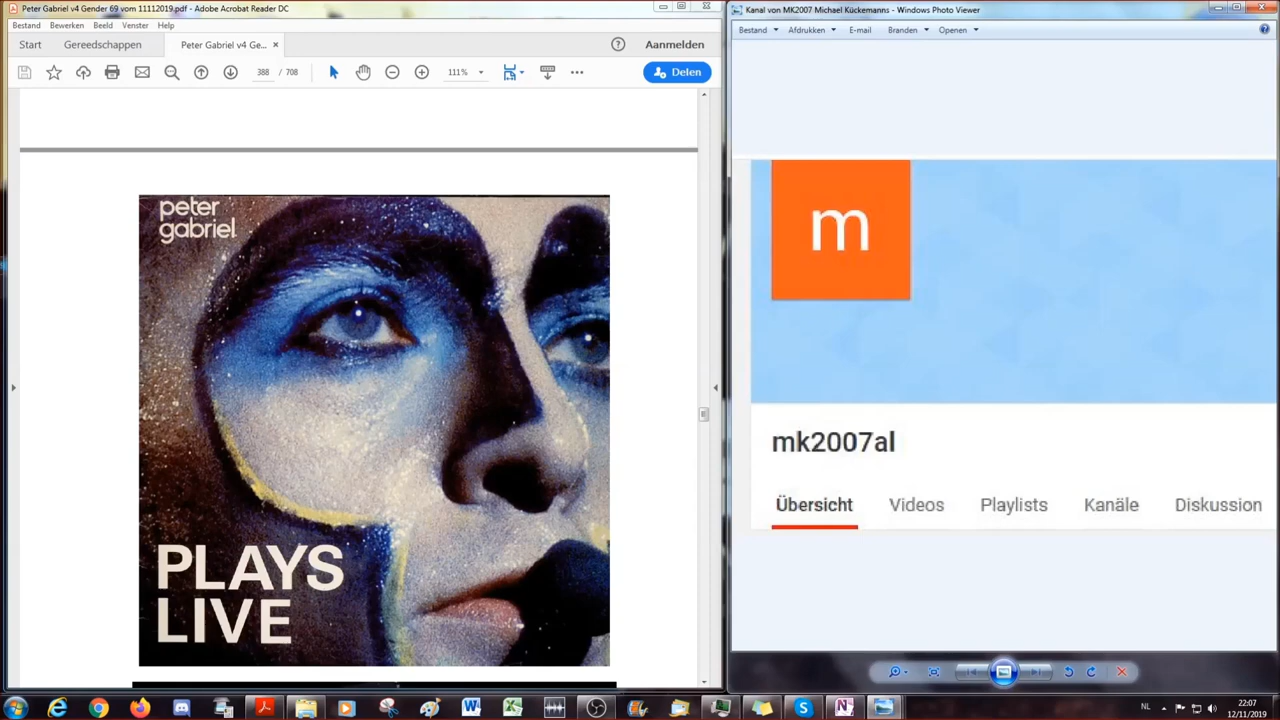 Peter Gabriel v4 Gender 69 vom 11112019.pdf - Adobe Acrobat Reader DC
Bestand Bewerken Beeld Venster Help
Start Gereedschappen Peter Gabriel v4 Ge... × Aanmelden
388 / 708 111% Delen
peter
gabriel
PLAYS
LIVE
Kanal von MK2007 Michael Kückemanns - Windows Photo Viewer
Bestand Afdrukken E-mail Branden Openen
m
mk2007al
Übersicht Videos Playlists Kanäle Diskussion
NL 22:07
12/11/2019